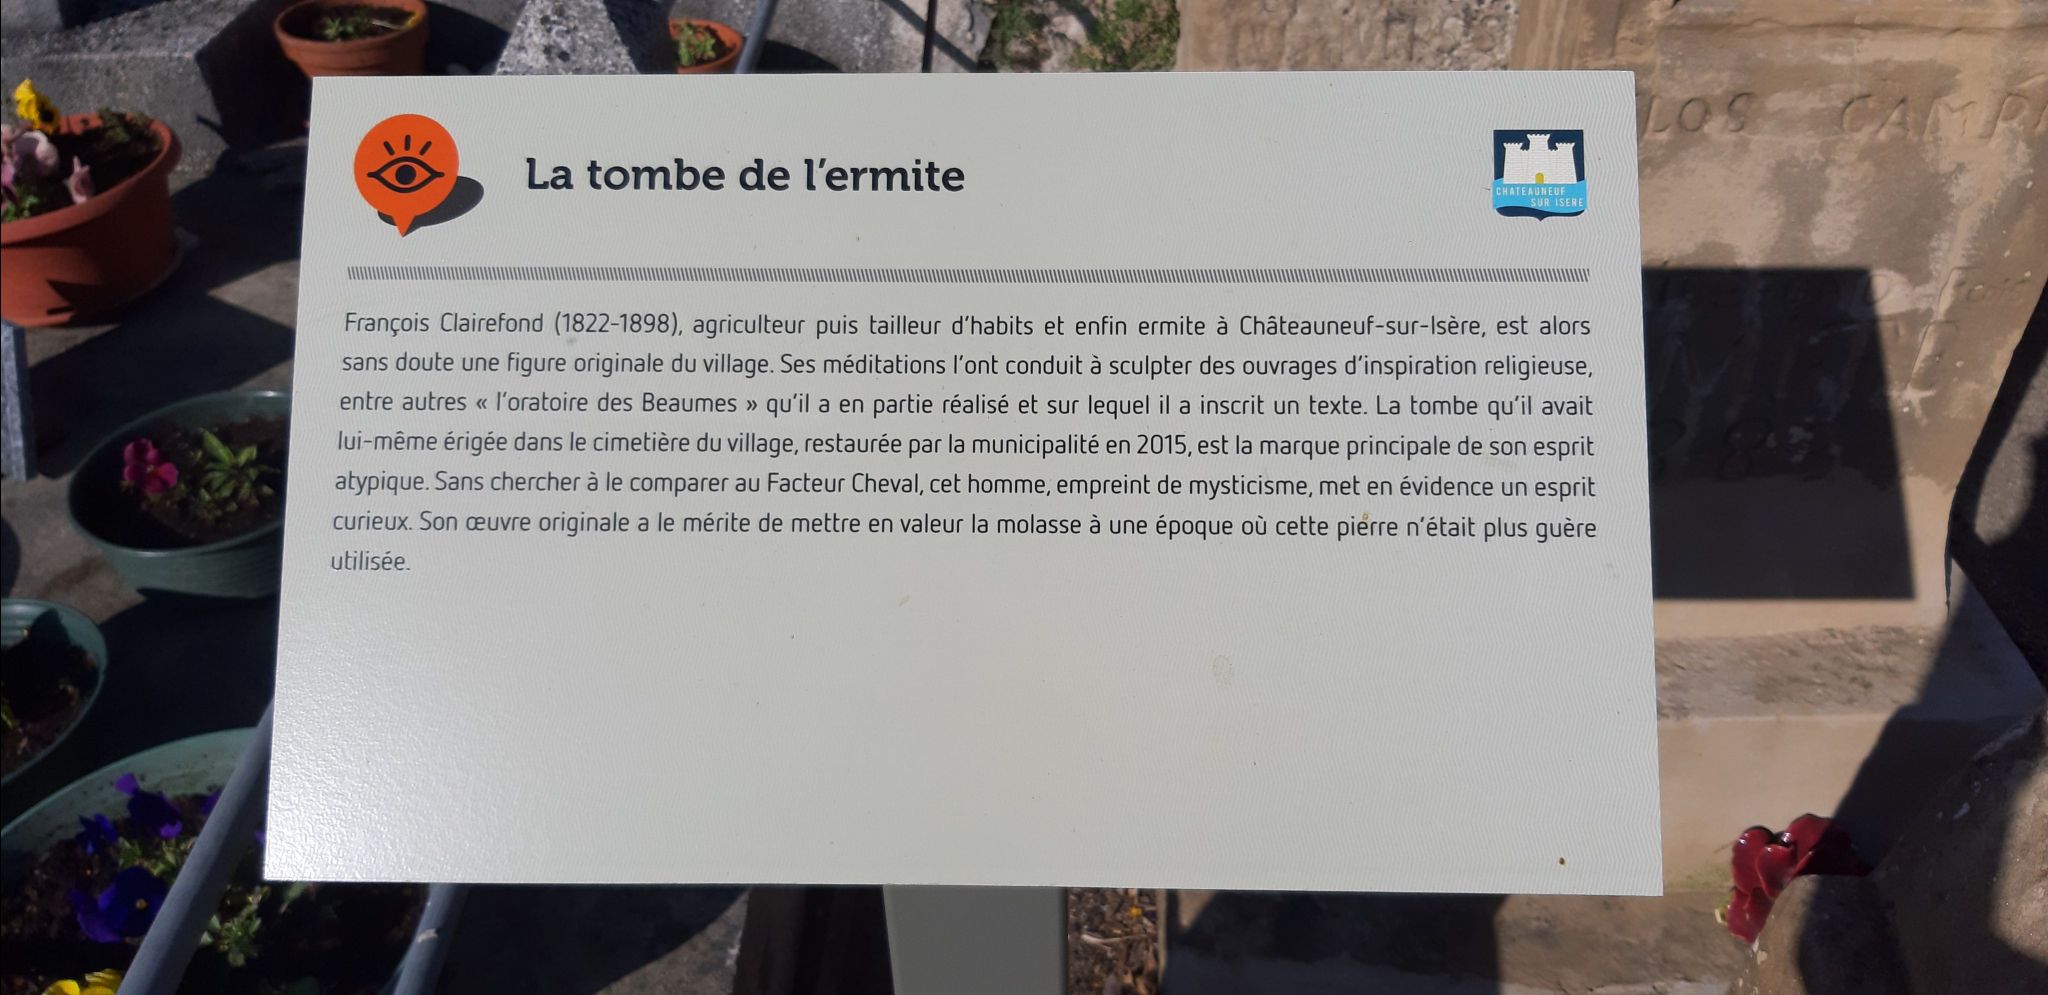 La tombe de l'ermite
CHATEAUNEUF
SUR ISERE
François Clairefond (1822-1898), agriculteur puis tailleur d'habits et enfin ermite à Châteauneuf-sur-Isère, est alors
sans doute une figure originale du village. Ses méditations l'ont conduit à sculpter des ouvrages d'inspiration religieuse,
entre autres « l'oratoire des Beaumes » qu'il a en partie réalisé et sur lequel il a inscrit un texte. La tombe qu'il avait
lui-même érigée dans le cimetière du village, restaurée par la municipalité en 2015, est la marque principale de son esprit
atypique. Sans chercher à le comparer au Facteur Cheval, cet homme, empreint de mysticisme, met en évidence un esprit
curieux. Son œuvre originale a le mérite de mettre en valeur la molasse à une époque où cette pierre n'était plus guère
utilisée.